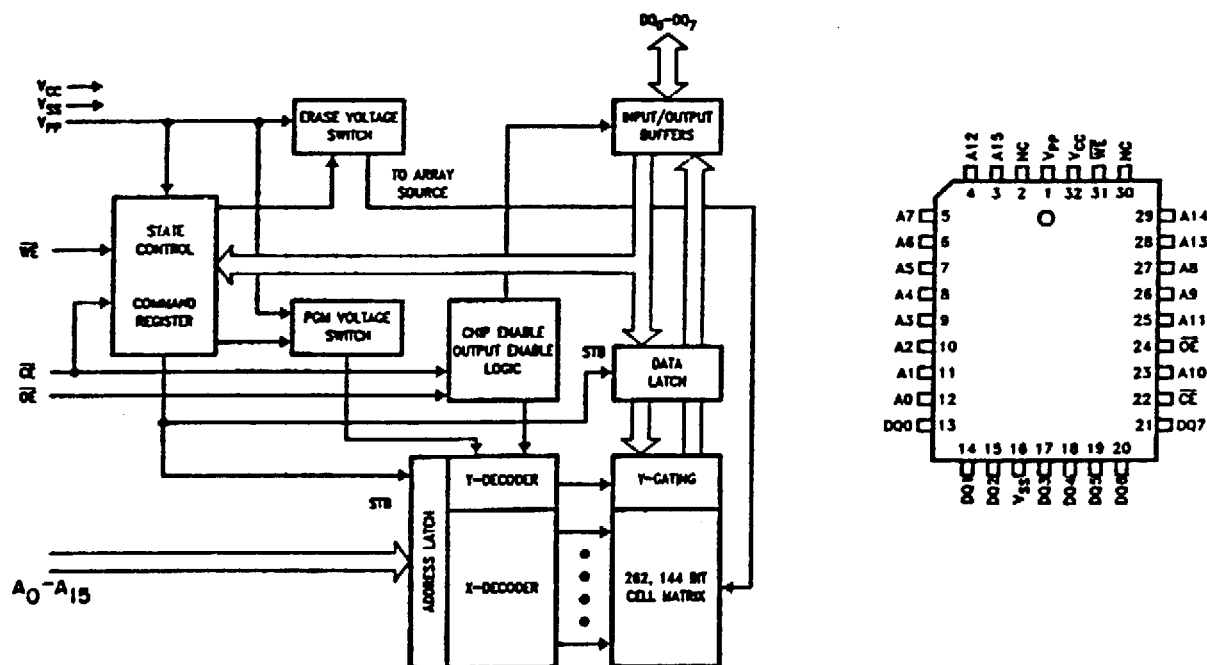 DQ0-DQ7
VCC
VSS
VPP
ERASE VOLTAGE
SWITCH
INPUT/OUTPUT
BUFFERS
TO ARRAY
SOURCE
STATE
CONTROL
COMMAND
REGISTER
WE
PGM VOLTAGE
SWITCH
CHIP ENABLE
OUTPUT ENABLE
LOGIC
STB
DATA
LATCH
CE
OE
STB
ADDRESS LATCH
Y-DECODER
Y-GATING
X-DECODER
262, 144 BIT
CELL MATRIX
A0-A15
A12 A15 NC VPP VCC WE NC
4 3 2 1 32 31 30
A7 5 29 A14
A6 6 28 A13
A5 7 27 A8
A4 8 26 A9
A3 9 25 A11
A2 10 24 OE
A1 11 23 A10
A0 12 22 CE
DQ0 13 21 DQ7
14 15 16 17 18 19 20
DQ1 DQ2 VSS DQ3 DQ4 DQ5 DQ6